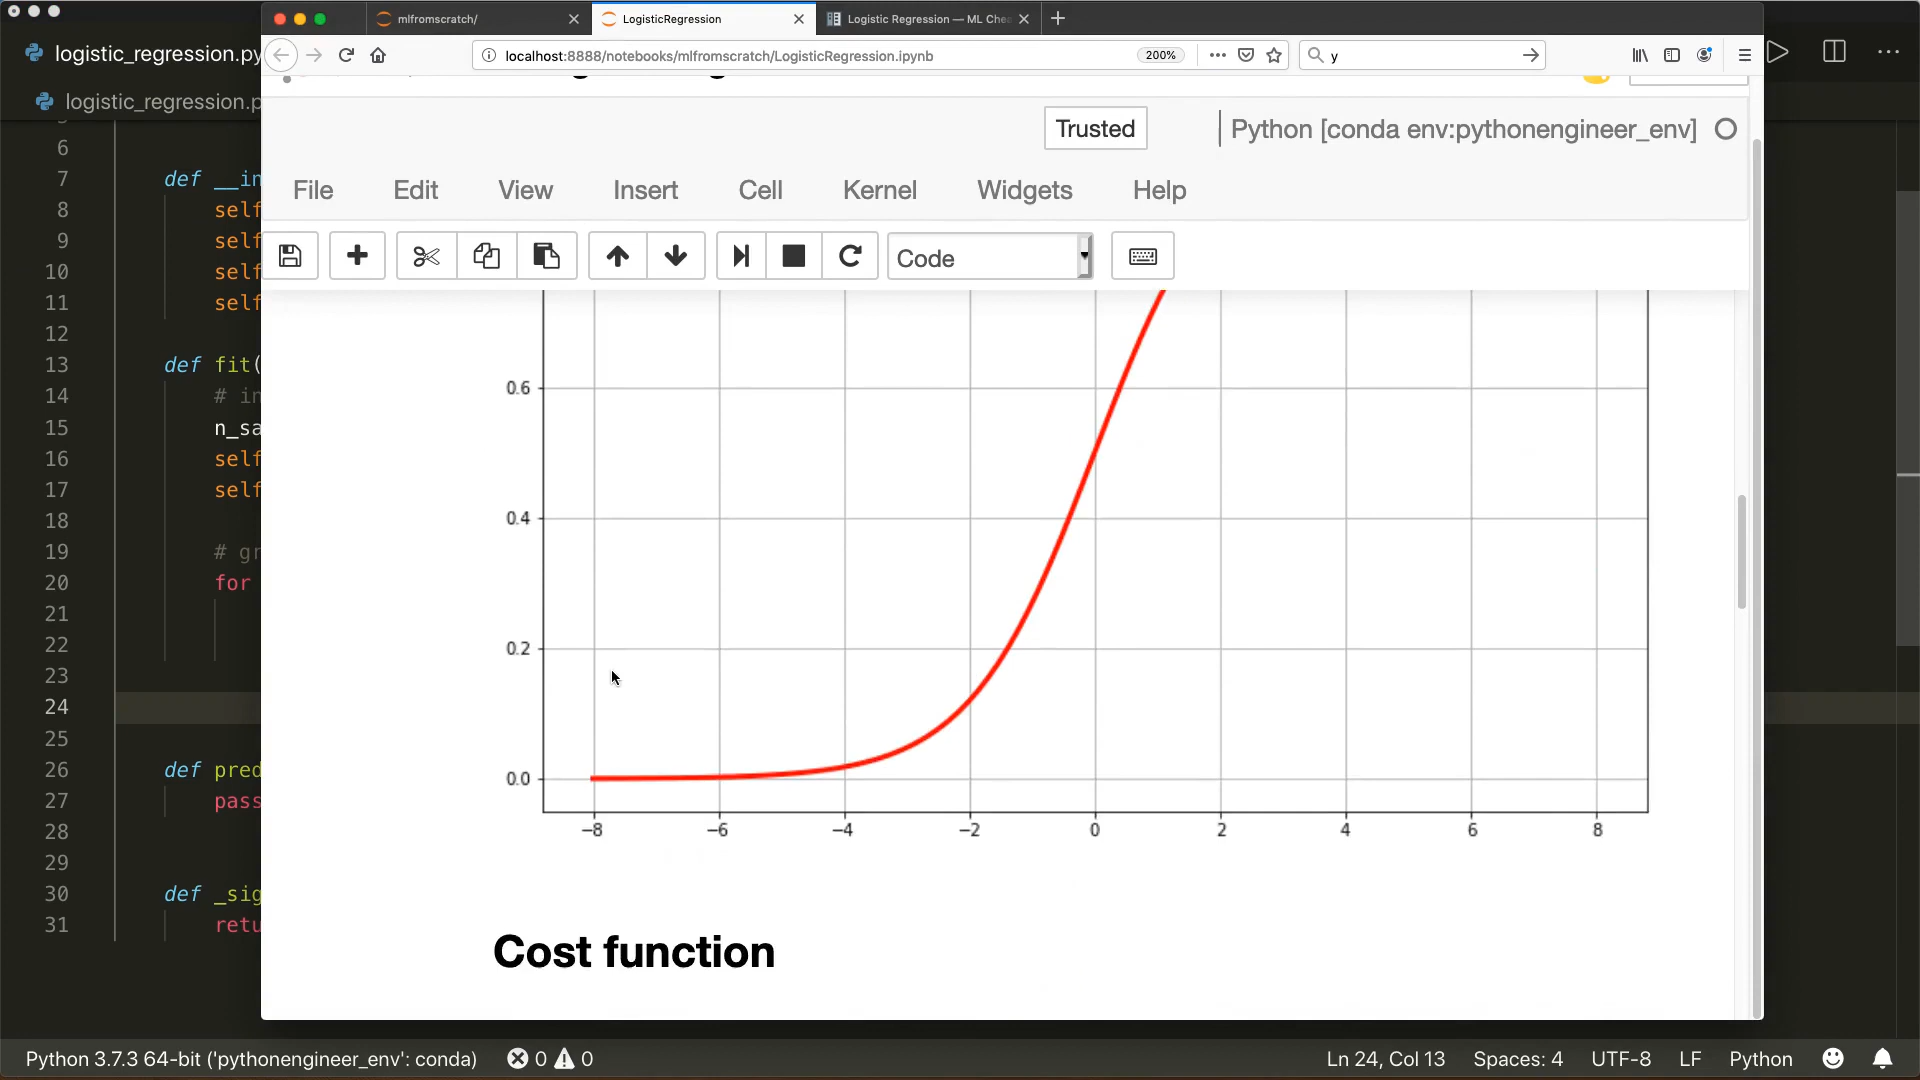 mlfromscratch/
LogisticRegression
Logistic Regression — ML Chea
logistic_regression.py
localhost:8888/notebooks/mlfromscratch/LogisticRegression.ipynb
200%
y
logistic_regression.p
Trusted
Python [conda env:pythonengineer_env]
File Edit View Insert Cell Kernel Widgets Help
Code
6
7 def __in
8 self
9 self
10 self
11 self
12
13 def fit(
14 # in
15 n_sa
16 self
17 self
18
19 # gr
20 for
21
22
23
24
25
26 def pred
27 pass
28
29
30 def _sig
31 retu
0.6
0.4
0.2
0.0
−8 −6 −4 −2 0 2 4 6 8
Cost function
Python 3.7.3 64-bit ('pythonengineer_env': conda) 0 0 Ln 24, Col 13 Spaces: 4 UTF-8 LF Python